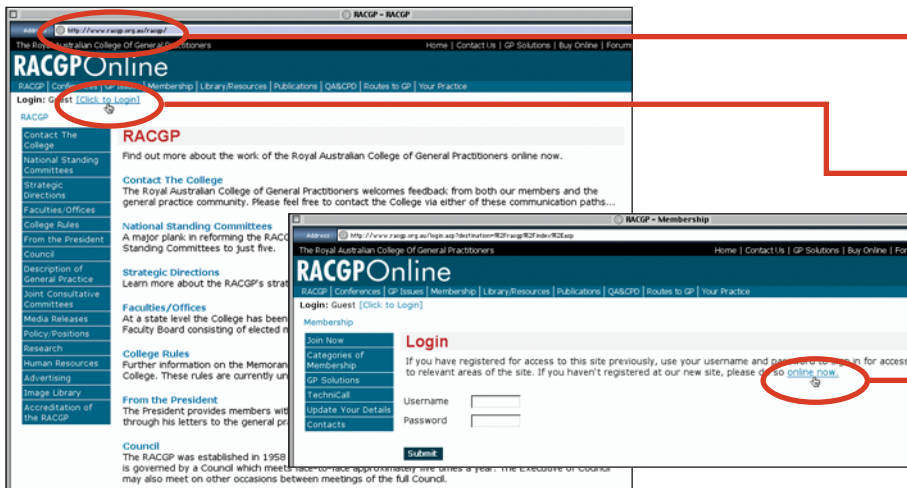 RACGP – RACGP
Address: http://www.racgp.org.au/racgp/
The Royal Australian College Of General Practitioners
Home | Contact Us | GP Solutions | Buy Online | Forum
RACGPOnline
RACGP | Conferences | GP Issues | Membership | Library/Resources | Publications | QA&CPD | Routes to GP | Your Practice
Login: Guest [Click to Login]
RACGP
Contact The College
National Standing Committees
Strategic Directions
Faculties/Offices
College Rules
From the President
Council
Description of General Practice
Joint Consultative Committees
Media Releases
Policy/Positions
Research
Human Resources
Advertising
Image Library
Accreditation of the RACGP
RACGP
Find out more about the work of the Royal Australian College of General Practitioners online now.
Contact The College
The Royal Australian College of General Practitioners welcomes feedback from both our members and the
general practice community. Please feel free to contact the College via either of these communication paths...
National Standing Committees
A major plank in reforming the RACG
Standing Committees to just five.
Strategic Directions
Learn more about the RACGP's strat
Faculties/Offices
At a state level the College has been
Faculty Board consisting of elected m
College Rules
Further information on the Memoran
College. These rules are currently un
From the President
The President provides members wit
through his letters to the general pr
Council
The RACGP was established in 1958
is governed by a Council which meets face-to-face approximately five times a year. The Executive of Council
may also meet on other occasions between meetings of the full Council.
RACGP – Membership
Address: http://www.racgp.org.au/login.asp?destination=%2Fracgp%2Findex%2Easp
The Royal Australian College Of General Practitioners
Home | Contact Us | GP Solutions | Buy Online | For
RACGPOnline
RACGP | Conferences | GP Issues | Membership | Library/Resources | Publications | QA&CPD | Routes to GP | Your Practice
Login: Guest [Click to Login]
Membership
Join Now
Categories of Membership
GP Solutions
TechniCall
Update Your Details
Contacts
Login
If you have registered for access to this site previously, use your username and password to sign in for access
to relevant areas of the site. If you haven't registered at our new site, please do so online now.
Username
Password
Submit